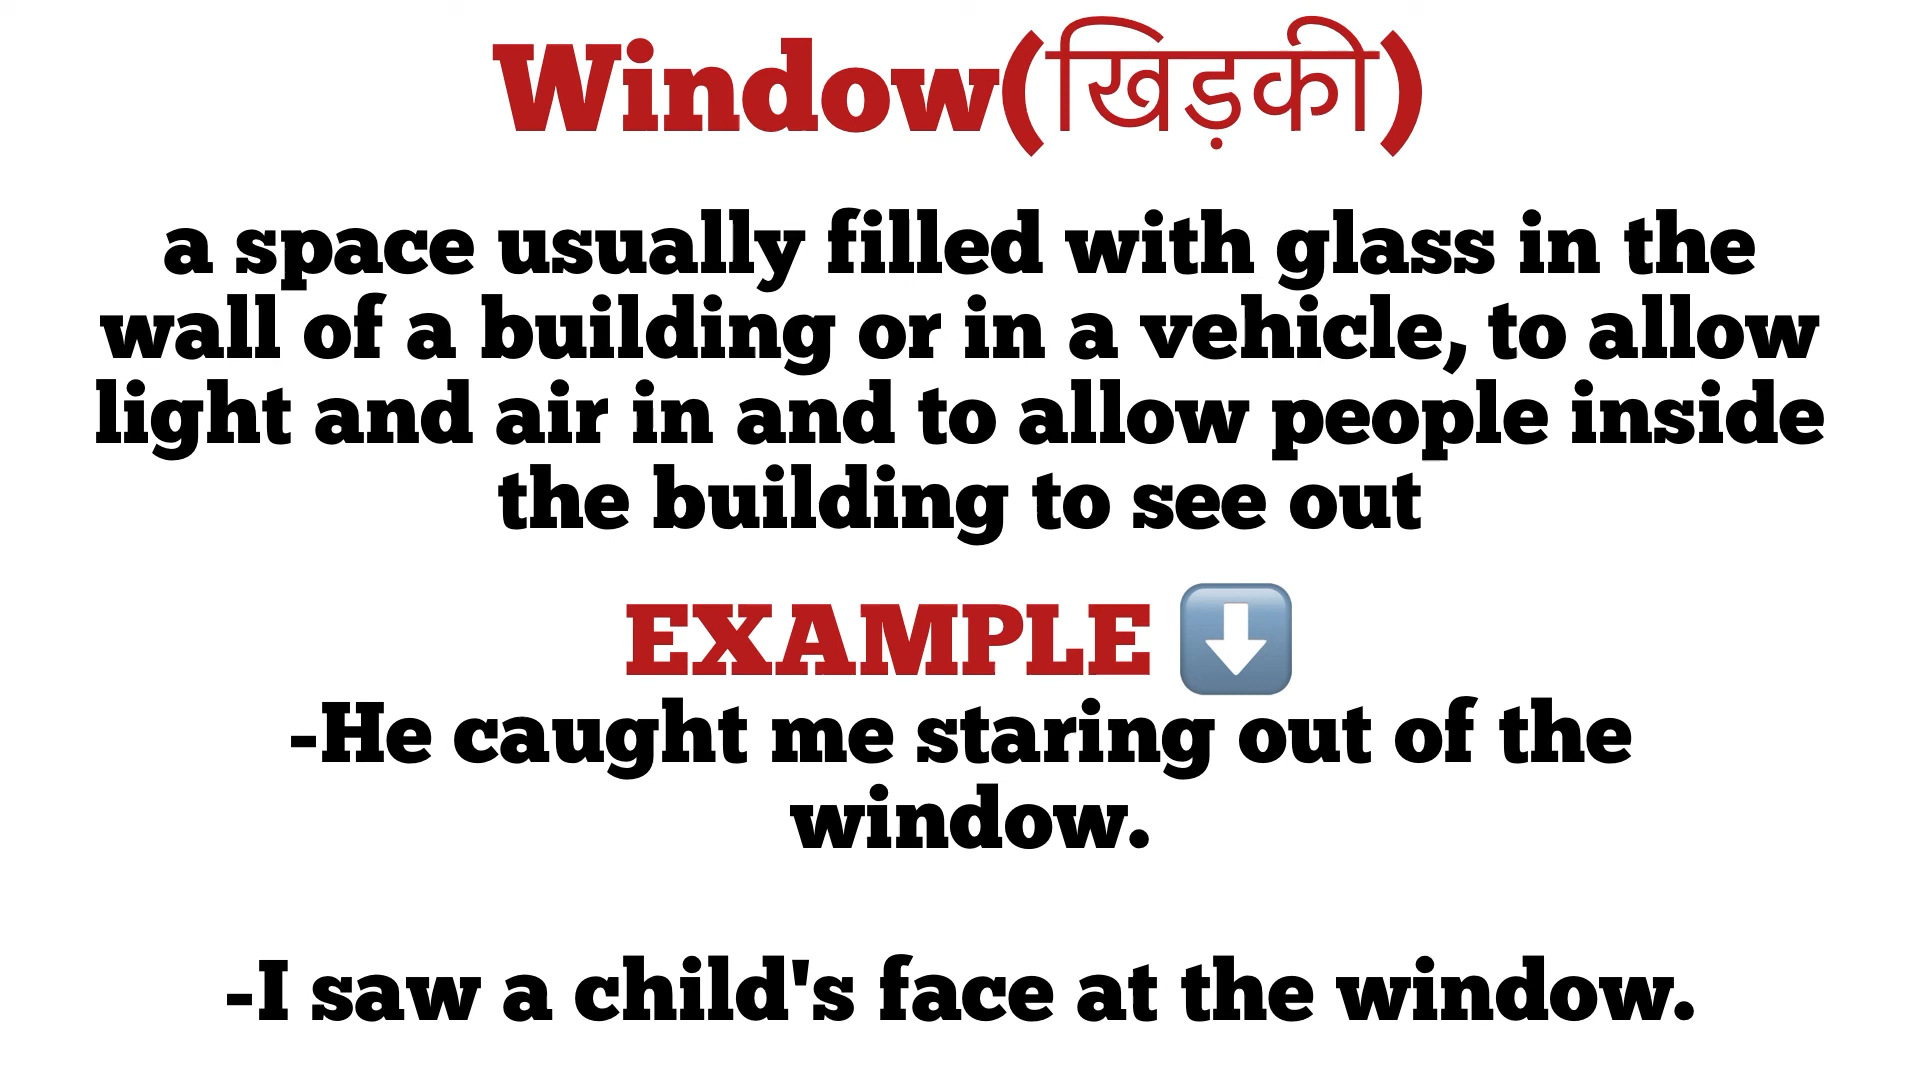 Window(खिड़की)
a space usually filled with glass in the
wall of a building or in a vehicle, to allow
light and air in and to allow people inside
the building to see out
EXAMPLE ⬇️
-He caught me staring out of the
window.
-I saw a child's face at the window.